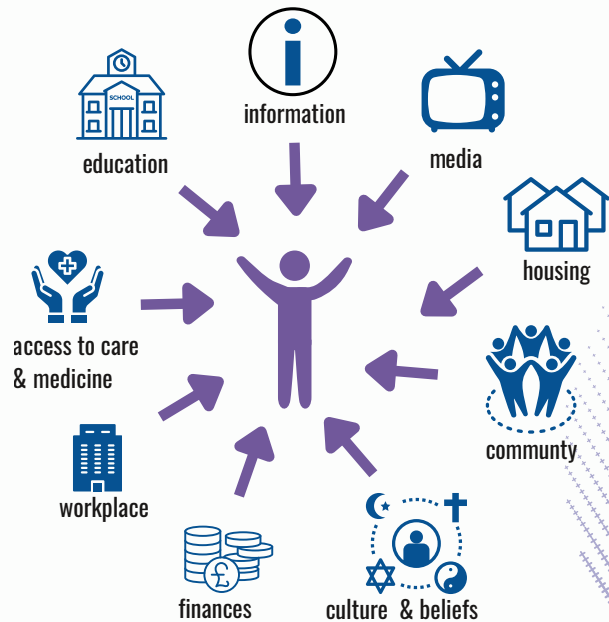 information
SCHOOL
education
media
housing
access to care
& medicine
communty
workplace
£
finances
culture & beliefs